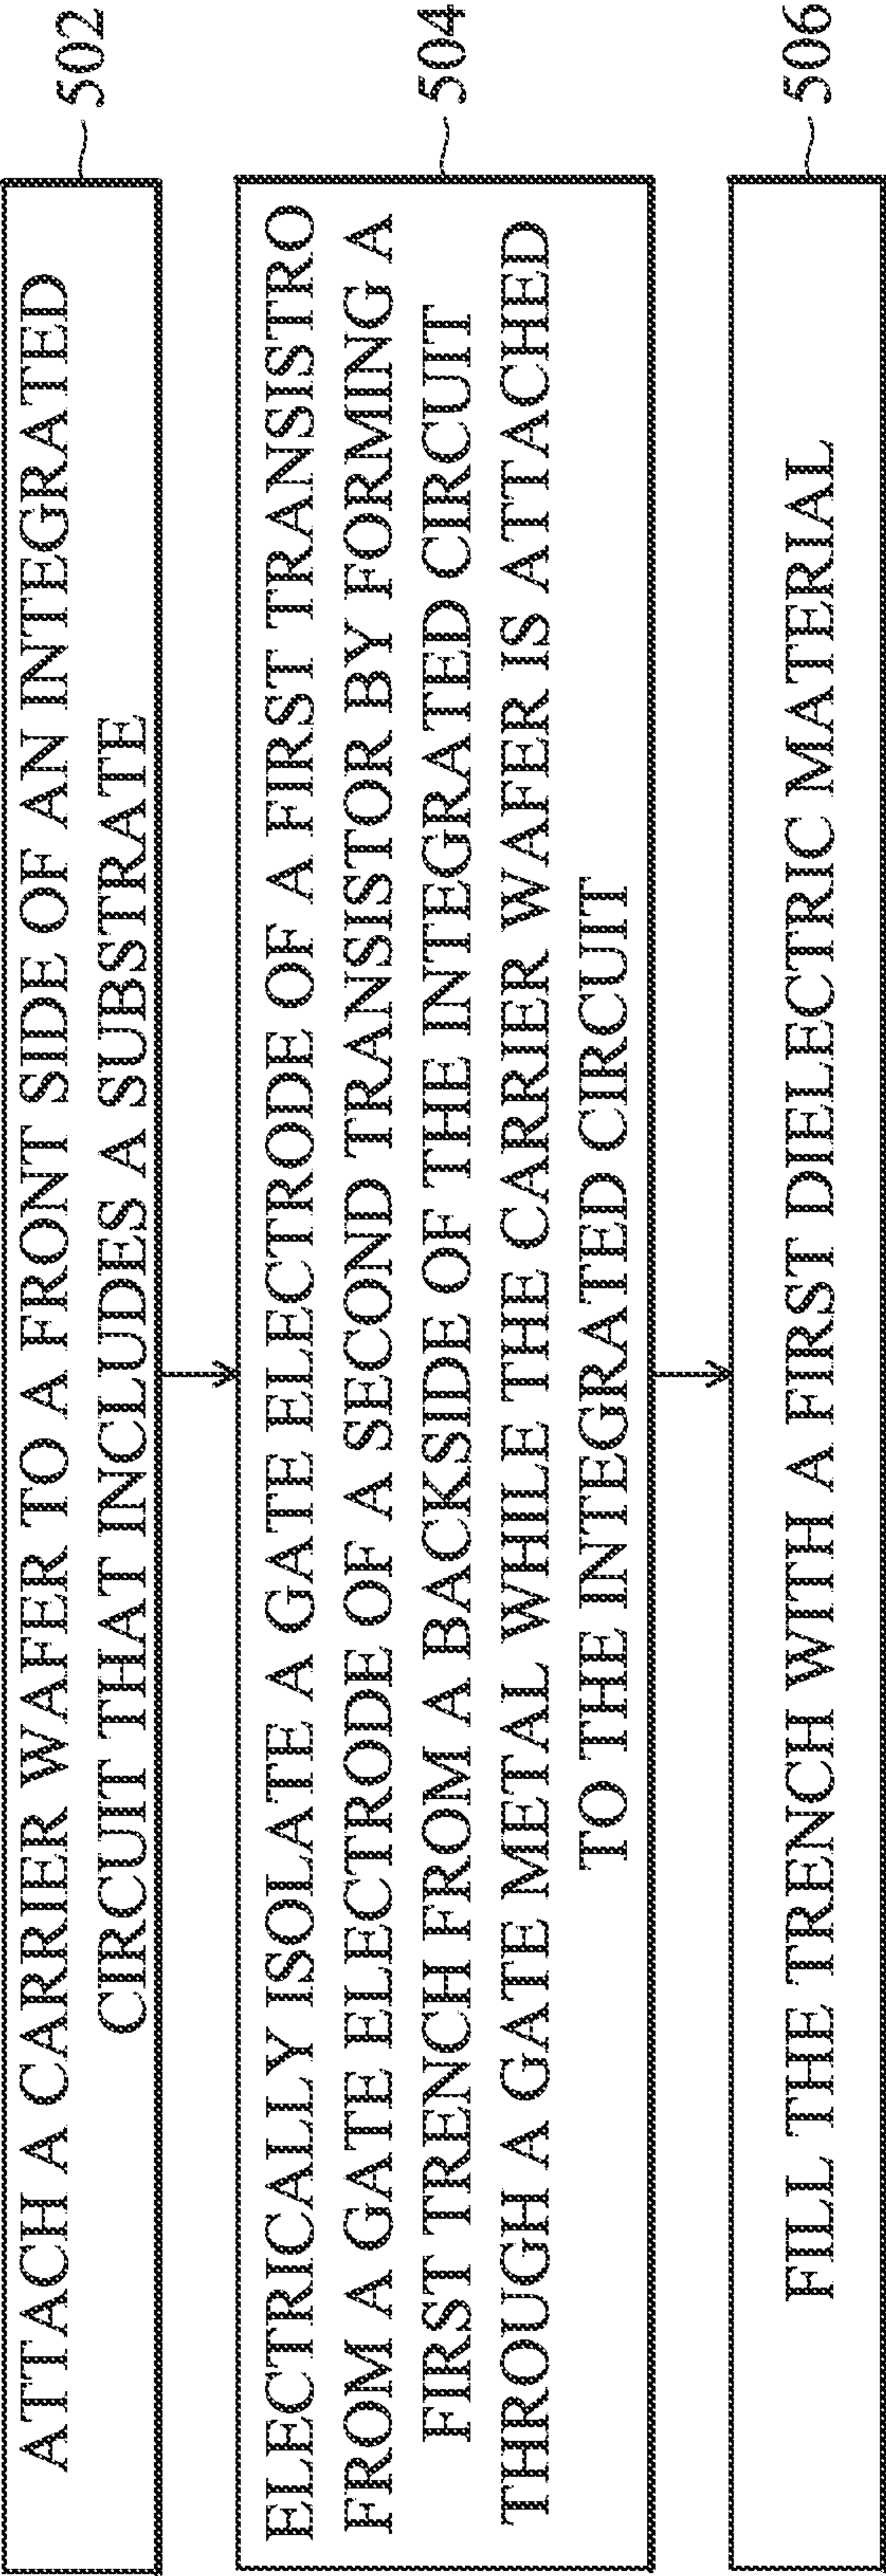 ATTACH A CARRIER WAFER TO A FRONT SIDE OF AN INTEGRATED
CIRCUIT THAT INCLUDES A SUBSTRATE
502
ELECTRICALLY ISOLATE A GATE ELECTRODE OF A FIRST TRANSISTRO
FROM A GATE ELECTRODE OF A SECOND TRANSISTOR BY FORMING A
FIRST TRENCH FROM A BACKSIDE OF THE INTEGRATED CIRCUIT
THROUGH A GATE METAL WHILE THE CARRIER WAFER IS ATTACHED
TO THE INTEGRATED CIRCUIT
504
FILL THE TRENCH WITH A FIRST DIELECTRIC MATERIAL
506